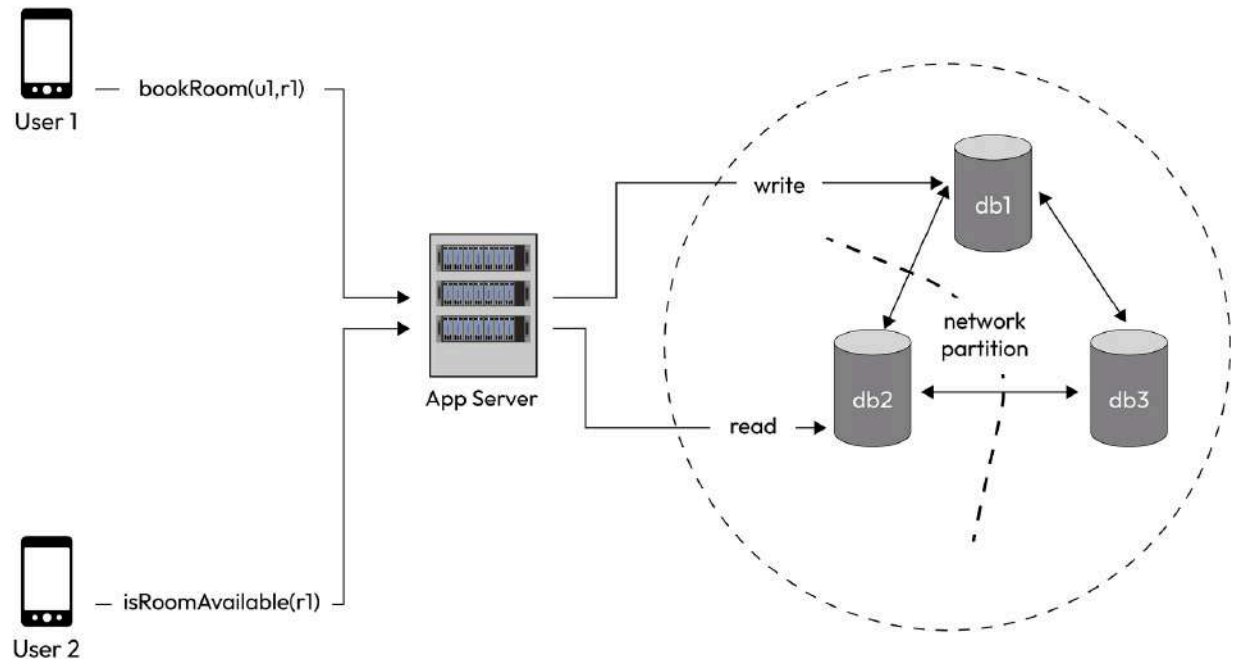 bookRoom(u1,r1)
User 1
write
db1
network
partition
App Server
db2
db3
read
isRoomAvailable(r1)
User 2